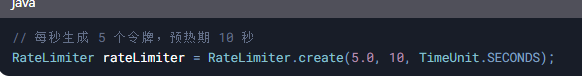 java
// 每秒生成 5 个令牌，预热期 10 秒
RateLimiter rateLimiter = RateLimiter.create(5.0, 10, TimeUnit.SECONDS);